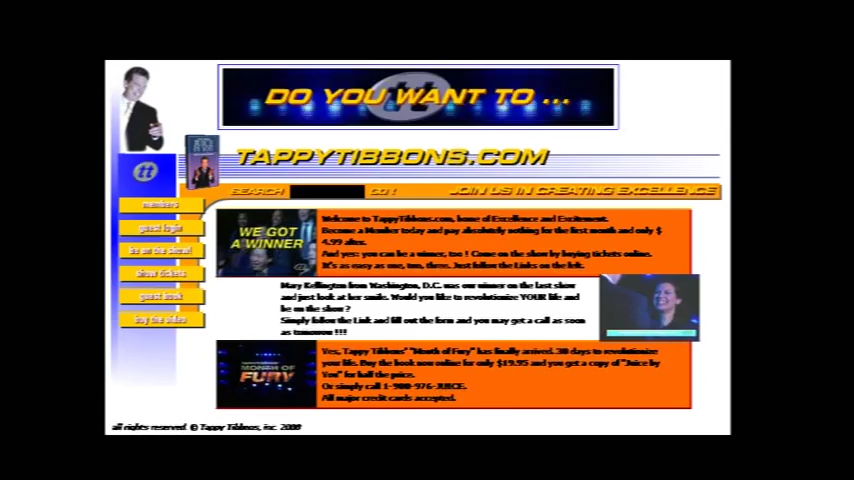 DO YOU WANT TO ...
tt
TAPPYTIBBONS.COM
SEARCH GO!
JOIN US IN CREATING EXCELLENCE
members
guest login
be on the show!
show tickets
guest book
buy the video
WE GOT
A WINNER
Welcome to TappyTibbons.com, home of Excellence and Excitement.
Become a Member today and pay absolutely nothing for the first month and only $
4.99 after.
And yes: you can be a winner, too ! Come on the show by buying tickets online.
It's as easy as one, two, three. Just follow the Links on the left.
Mary Kellington from Washington, D.C. was our winner on the last show
and just look at her smile. Would you like to revolutionize YOUR life and
be on the show ?
Simply follow the Link and fill out the form and you may get a call as soon
as tomorrow !!!
MONTH OF
FURY
Yes, Tappy Tibbons' "Month of Fury" has finally arrived. 30 days to revolutionize
your life. Buy the book now online for only $19.95 and you get a copy of "Juice by
You" for half the price.
Or simply call 1-900-976-JUICE.
All major credit cards accepted.
all rights reserved. © Tappy Tibbons, inc. 2000